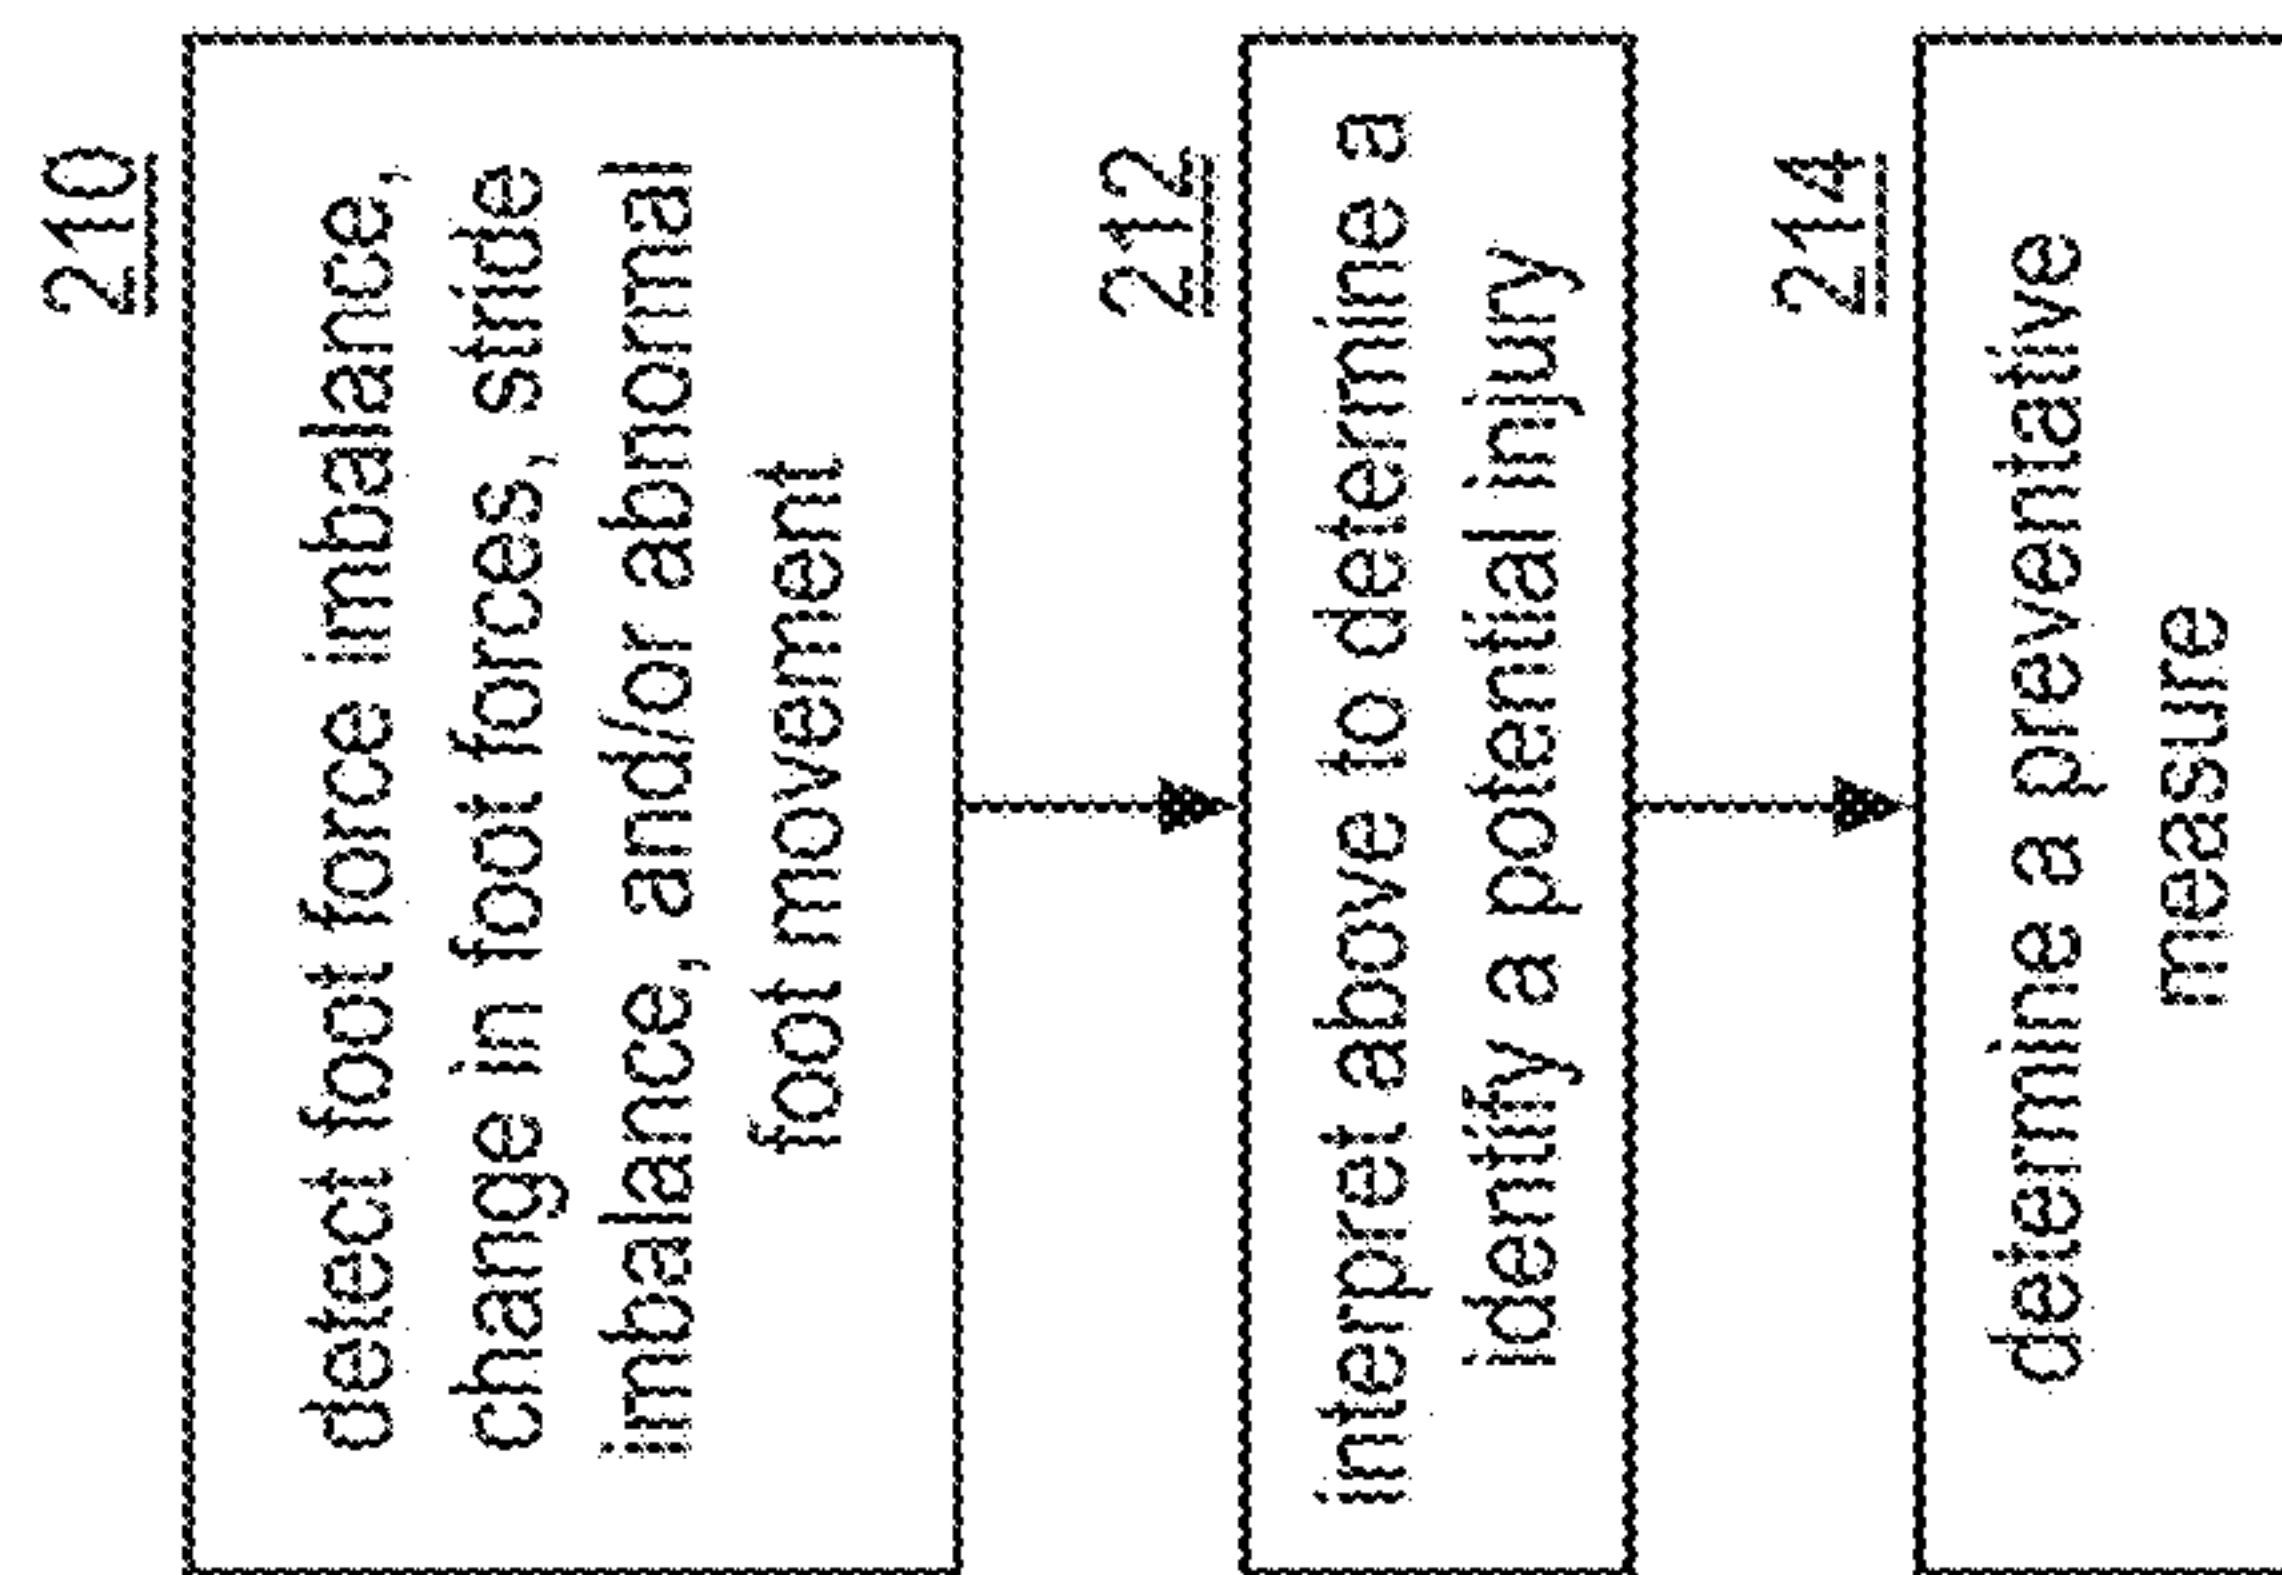 210
detect foot force imbalance,
change in foot forces, stride
imbalance, and/or abnormal
foot movement
212
interpret above to determine a
identify a potential injury
214
determine a preventative
measure